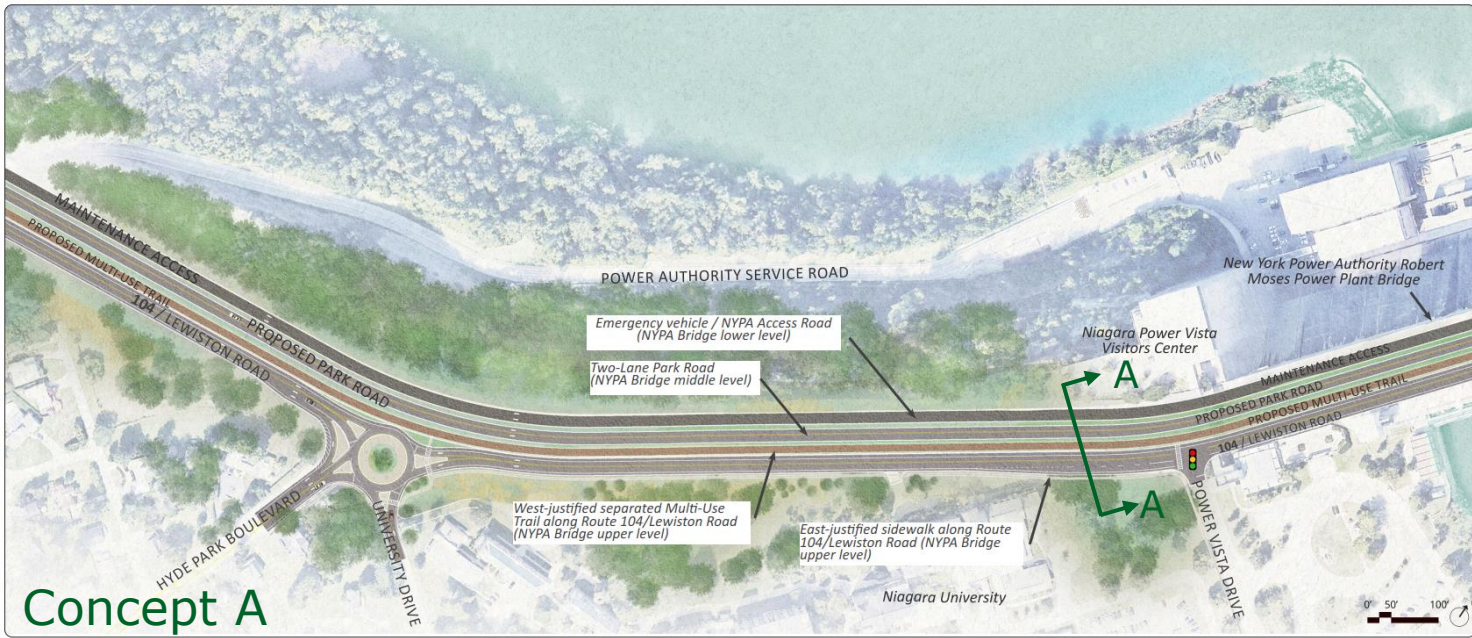 MAINTENANCE ACCESS
PROPOSED MULTI-USE TRAIL
104 / LEWISTON ROAD
PROPOSED PARK ROAD
POWER AUTHORITY SERVICE ROAD
New York Power Authority Robert
Moses Power Plant Bridge
Emergency vehicle / NYPA Access Road
(NYPA Bridge lower level)
Two-Lane Park Road
(NYPA Bridge middle level)
Niagara Power Vista
Visitors Center
A
MAINTENANCE ACCESS
PROPOSED PARK ROAD
PROPOSED MULTI-USE TRAIL
104 / LEWISTON ROAD
HYDE PARK BOULEVARD
UNIVERSITY DRIVE
West-justified separated Multi-Use
Trail along Route 104/Lewiston Road
(NYPA Bridge upper level)
East-justified sidewalk along Route
104/Lewiston Road (NYPA Bridge
upper level)
A
POWER VISTA DRIVE
Niagara University
Concept A
0' 50' 100'